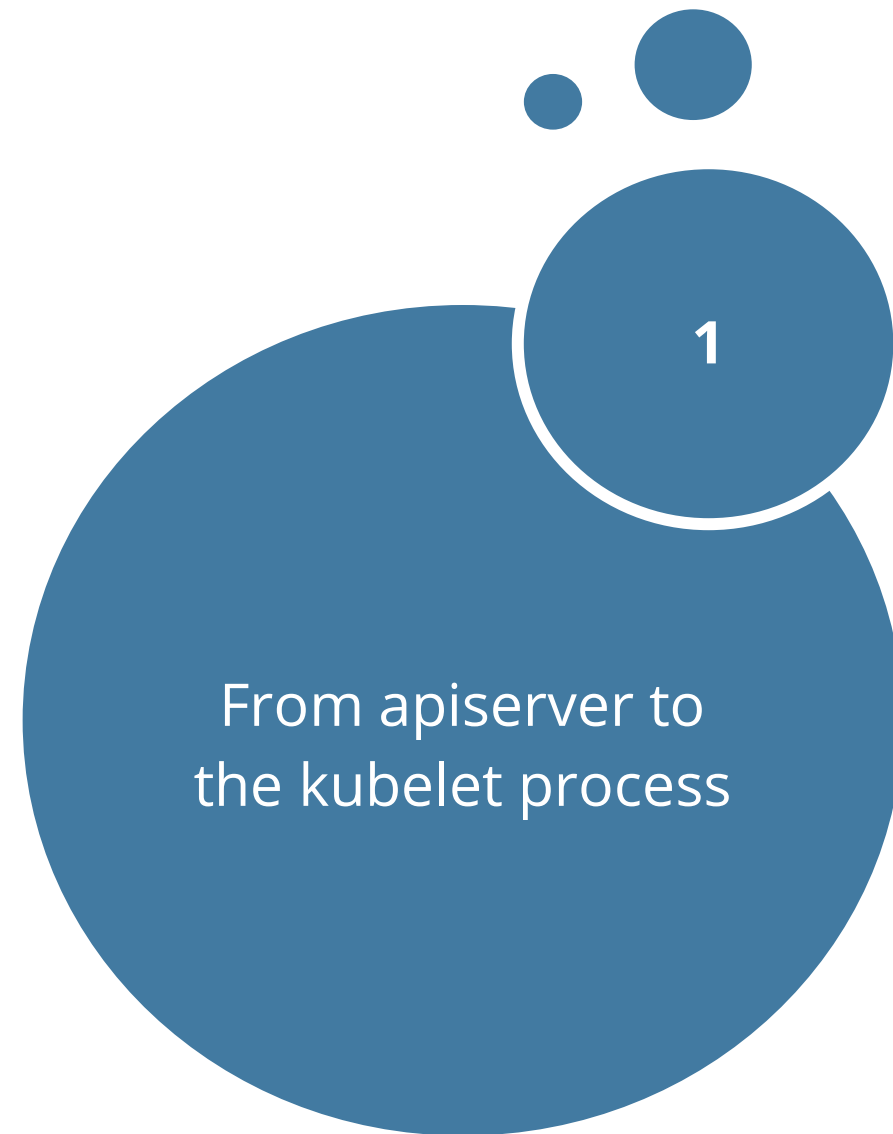 1
From apiserver to
the kubelet process